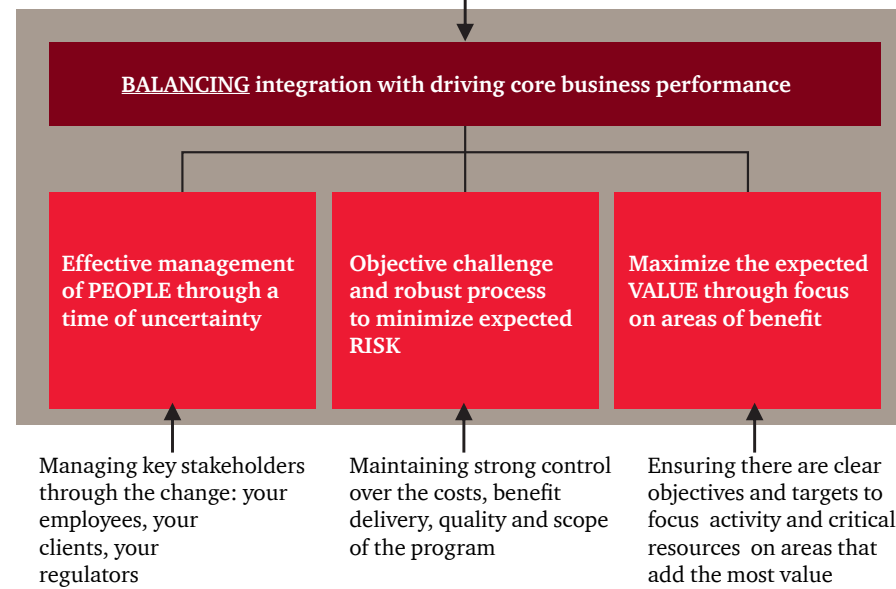 BALANCING integration with driving core business performance
Effective management
of PEOPLE through a
time of uncertainty
Objective challenge
and robust process
to minimize expected
RISK
Maximize the expected
VALUE through focus
on areas of benefit
Managing key stakeholders
through the change: your
employees, your
clients, your
regulators
Maintaining strong control
over the costs, benefit
delivery, quality and scope
of the program
Ensuring there are clear
objectives and targets to
focus activity and critical
resources on areas that
add the most value